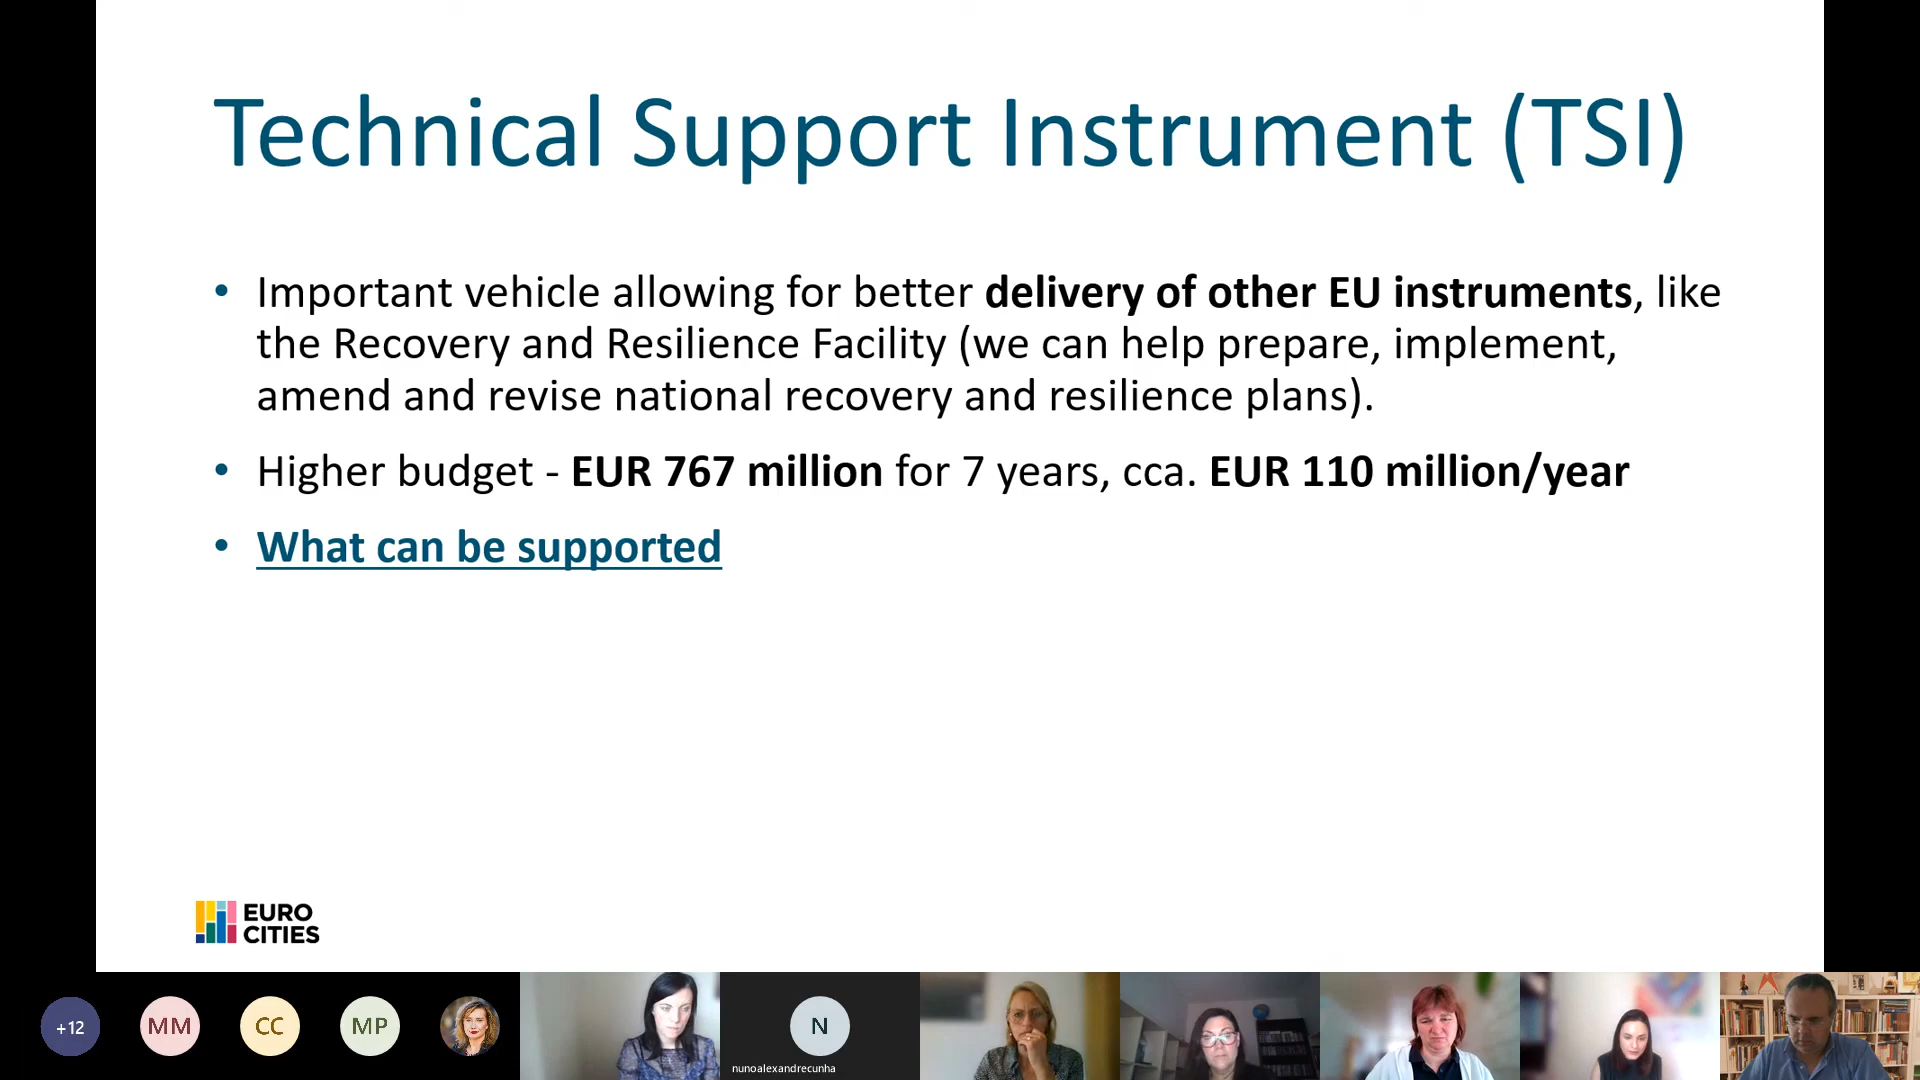 Technical Support Instrument (TSI)
• Important vehicle allowing for better delivery of other EU instruments, like
the Recovery and Resilience Facility (we can help prepare, implement,
amend and revise national recovery and resilience plans).
• Higher budget - EUR 767 million for 7 years, cca. EUR 110 million/year
• What can be supported
EURO
CITIES
+12
MM
CC
MP
N
nunoalexandrecunha